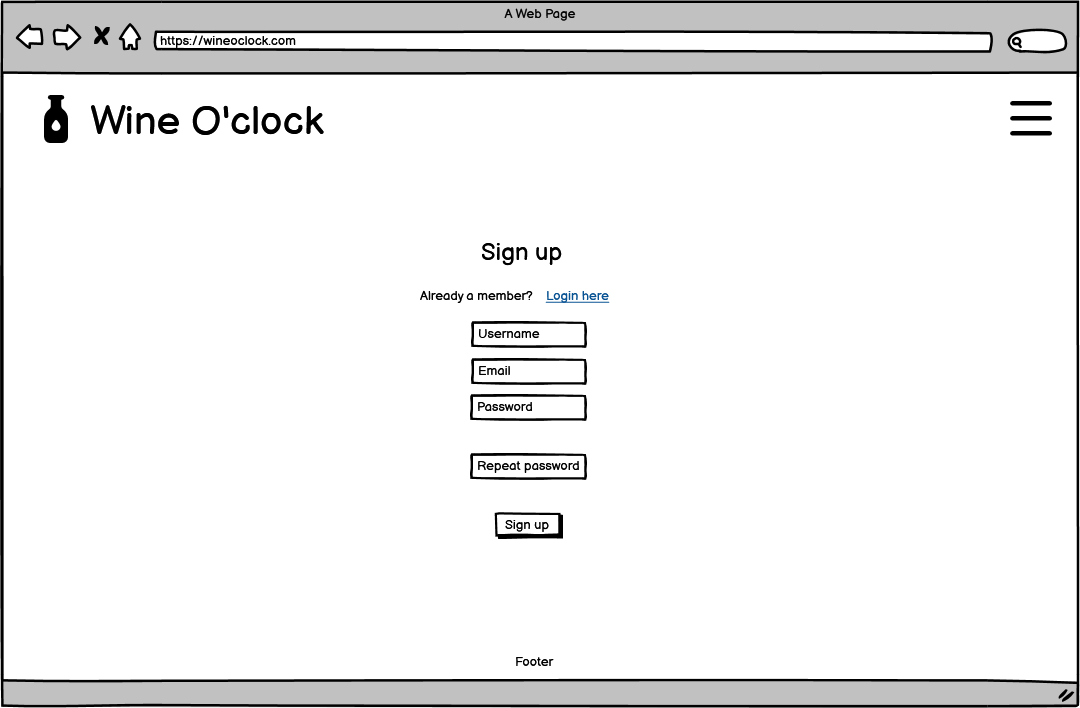 A Web Page
https://wineoclock.com
Wine O'clock
Sign up
Already a member? Login here
Username
Email
Password
Repeat password
Sign up
Footer